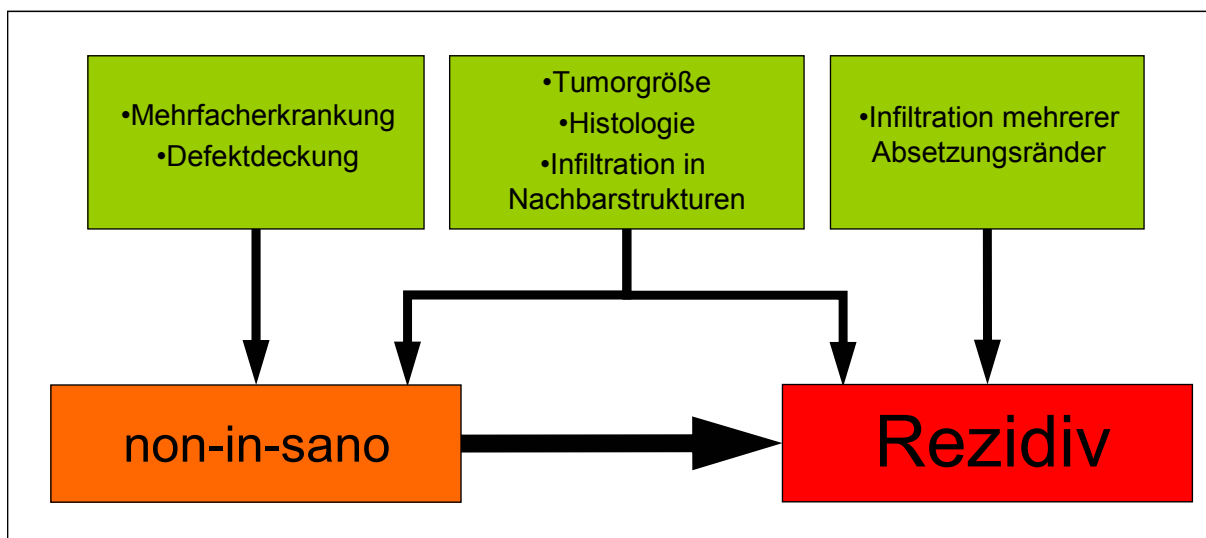 •Mehrfacherkrankung
•Defektdeckung
•Tumorgröße
•Histologie
•Infiltration in
Nachbarstrukturen
•Infiltration mehrerer
Absetzungsränder
non-in-sano
Rezidiv